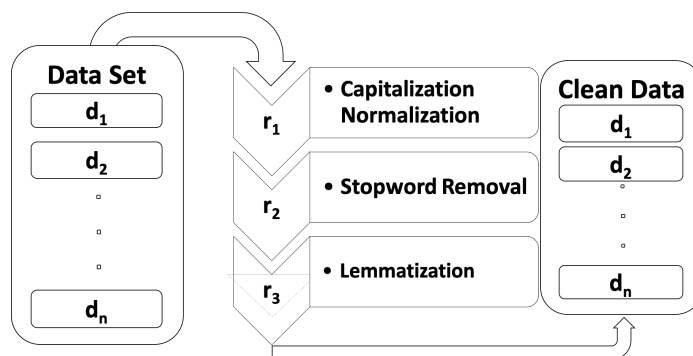 Data Set
d₁
d₂
dₙ
r₁
• Capitalization
Normalization
r₂
• Stopword Removal
r₃
• Lemmatization
Clean Data
d₁
d₂
dₙ